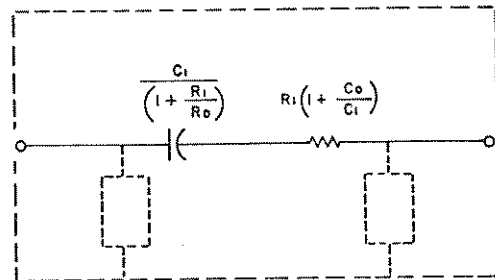 C1
(1 + R1/R0)
R1(1 + C0/C1)